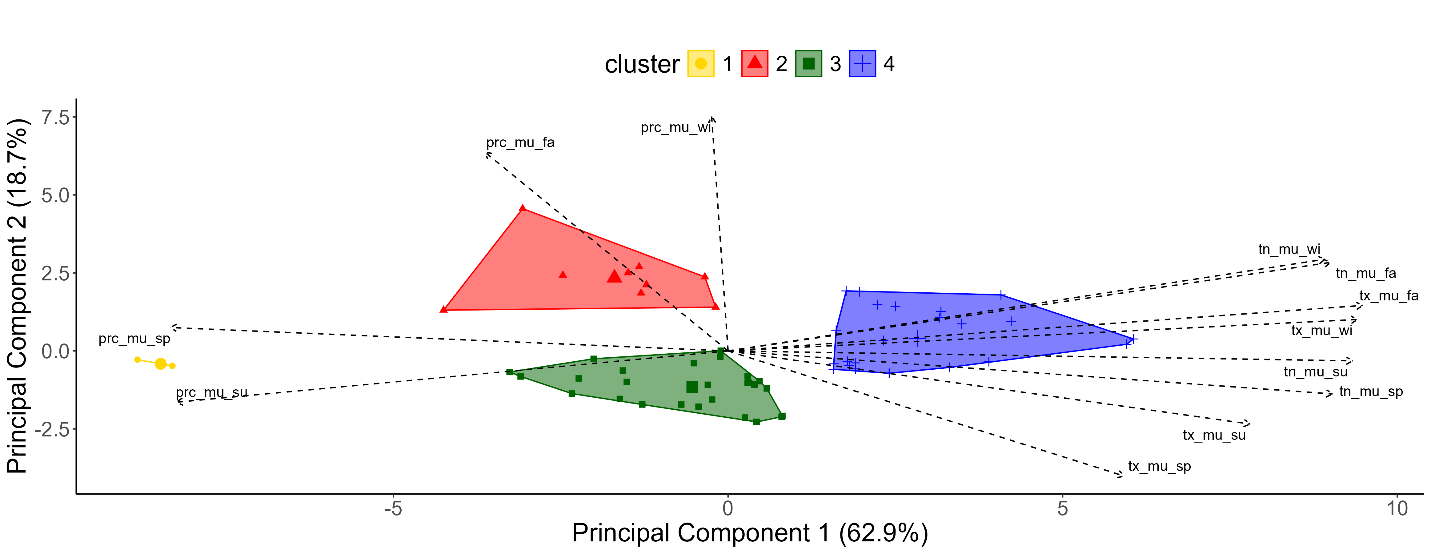 cluster 1 2 3 4
Principal Component 2 (18.7%)
7.5
5.0
2.5
0.0
-2.5
prc_mu_wi
prc_mu_fa
tn_mu_wi
tn_mu_fa
tx_mu_fa
tx_mu_wi
prc_mu_sp
tn_mu_su
prc_mu_su
tn_mu_sp
tx_mu_su
tx_mu_sp
-5 0 5 10
Principal Component 1 (62.9%)